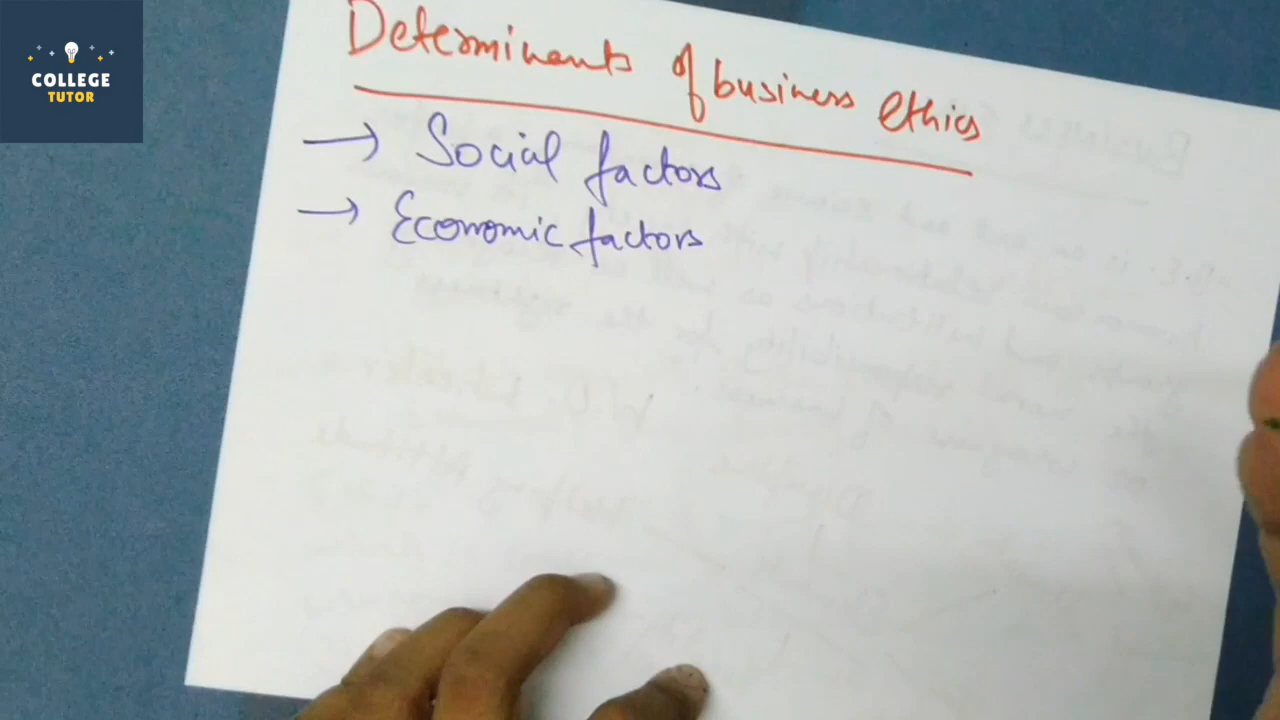 COLLEGE
TUTOR
Determinants of business ethics
→ Social factors
→ Economic factors